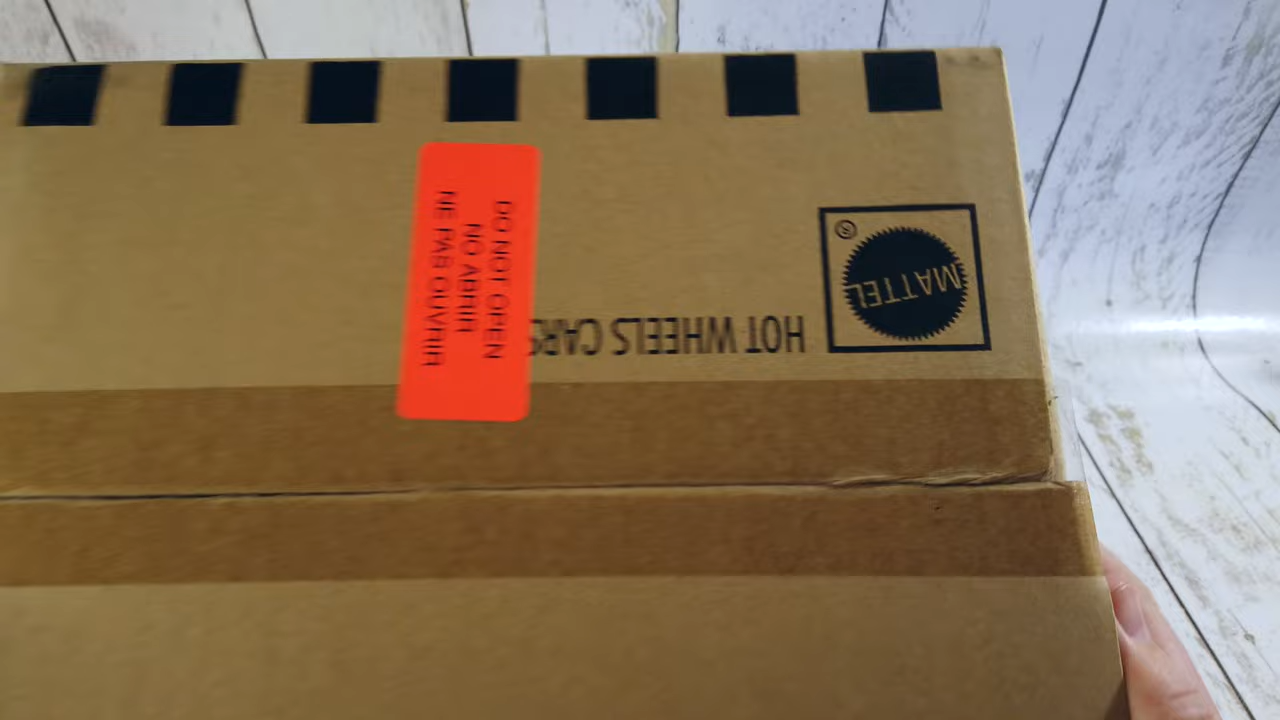 MATTEL
®
HOT WHEELS CARS
DO NOT OPEN
NO ABRIR
NE PAS OUVRIR